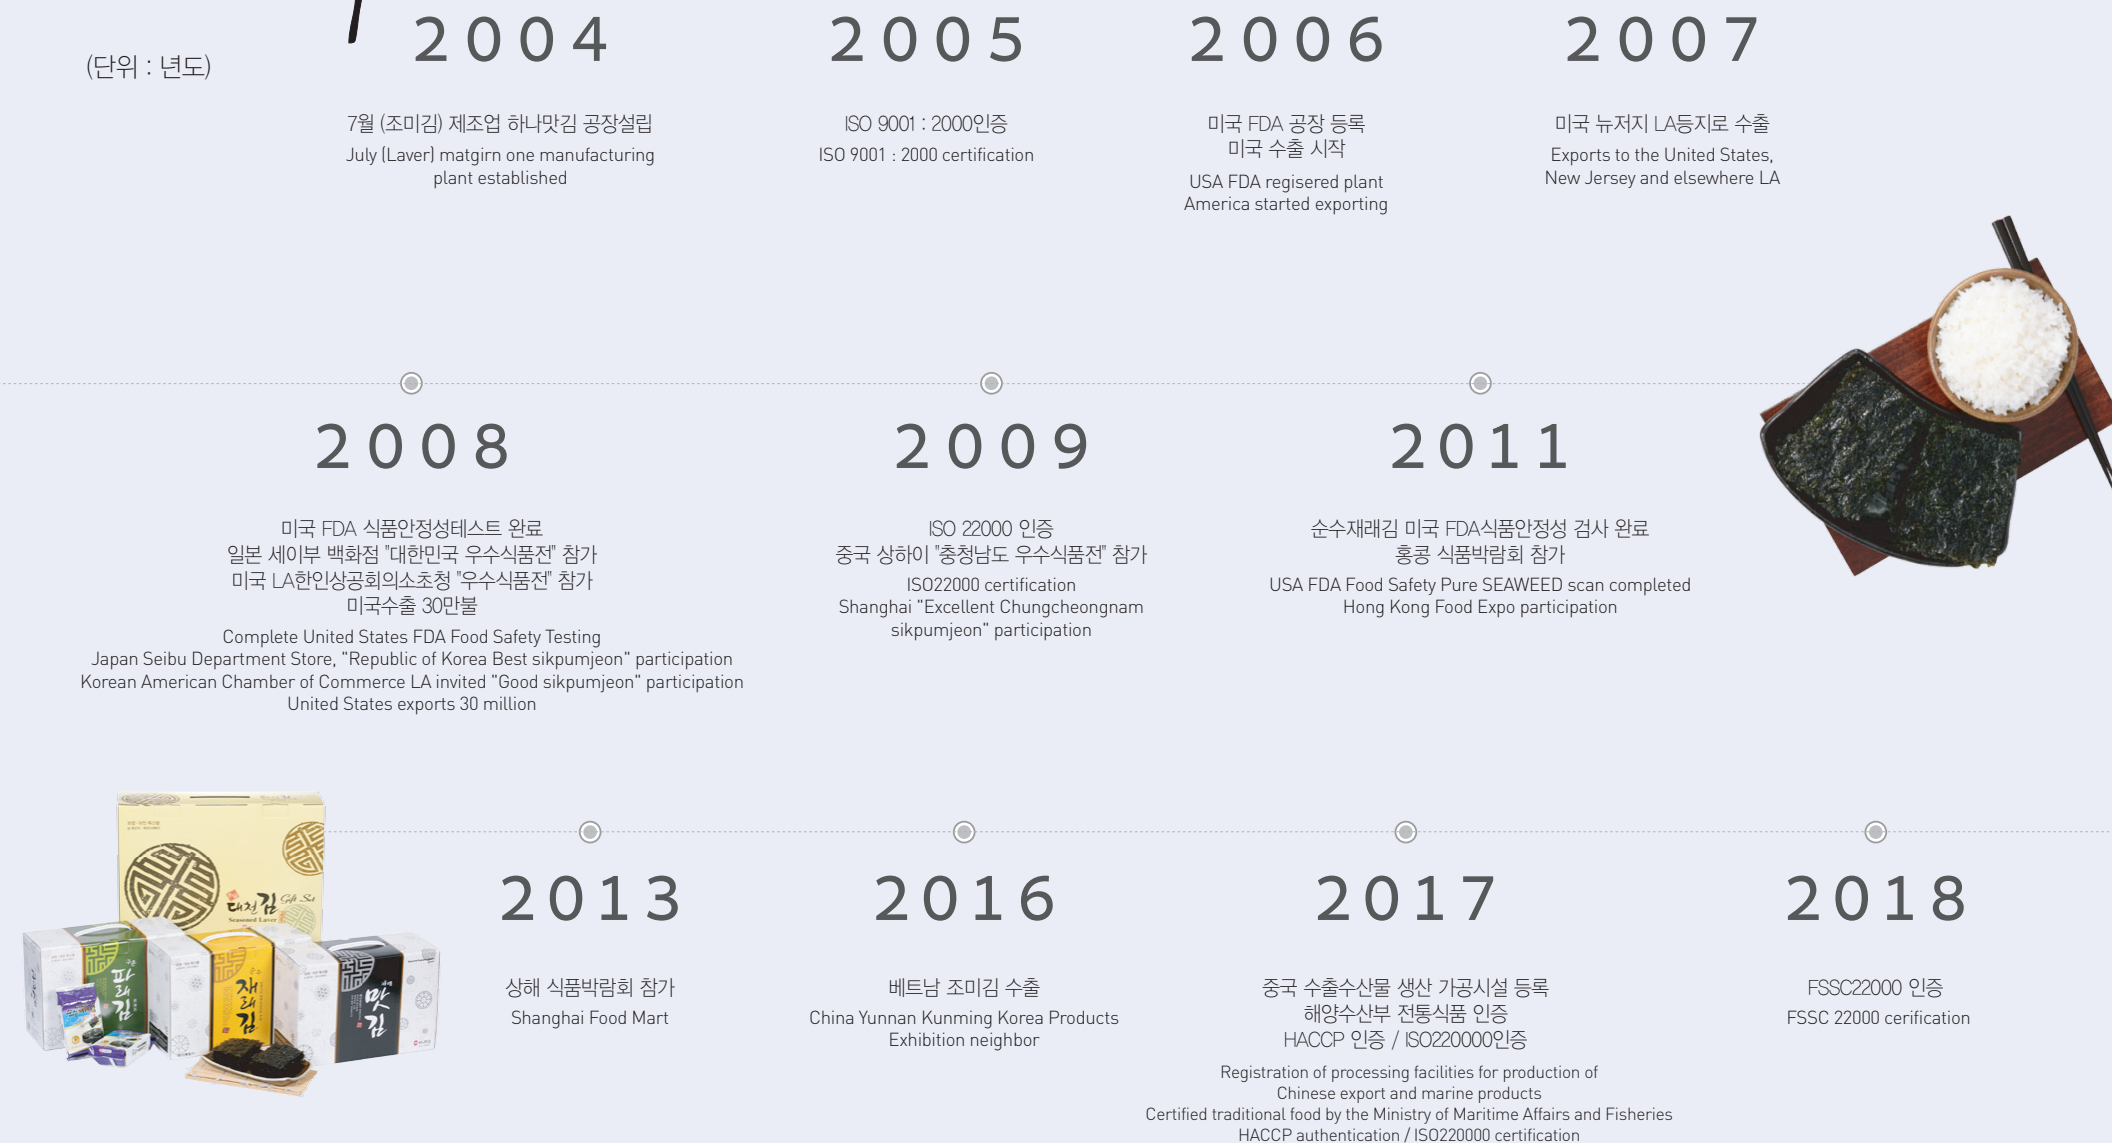 (단위 : 년도)
2004
7월 (조미김) 제조업 하나맛김 공장설립
July (Laver) matgirn one manufacturing
plant established
2005
ISO 9001 : 2000인증
ISO 9001 : 2000 certification
2006
미국 FDA 공장 등록
미국 수출 시작
USA FDA regisered plant
America started exporting
2007
미국 뉴저지 LA등지로 수출
Exports to the United States,
New Jersey and elsewhere LA
2008
미국 FDA 식품안정성테스트 완료
일본 세이부 백화점 "대한민국 우수식품전" 참가
미국 LA한인상공회의소초청 "우수식품전" 참가
미국수출 30만불
Complete United States FDA Food Safety Testing
Japan Seibu Department Store, "Republic of Korea Best sikpumjeon" participation
Korean American Chamber of Commerce LA invited "Good sikpumjeon" participation
United States exports 30 million
2009
ISO 22000 인증
중국 상하이 "충청남도 우수식품전" 참가
ISO22000 certification
Shanghai "Excellent Chungcheongnam
sikpumjeon" participation
2011
순수재래김 미국 FDA식품안정성 검사 완료
홍콩 식품박람회 참가
USA FDA Food Safety Pure SEAWEED scan completed
Hong Kong Food Expo participation
대천김 Gift Set
Seasoned Laver
구운
파래김
재래김
맛김
2013
상해 식품박람회 참가
Shanghai Food Mart
2016
베트남 조미김 수출
China Yunnan Kunming Korea Products
Exhibition neighbor
2017
중국 수출수산물 생산 가공시설 등록
해양수산부 전통식품 인증
HACCP 인증 / ISO220000인증
Registration of processing facilities for production of
Chinese export and marine products
Certified traditional food by the Ministry of Maritime Affairs and Fisheries
HACCP authentication / ISO220000 certification
2018
FSSC22000 인증
FSSC 22000 cerification